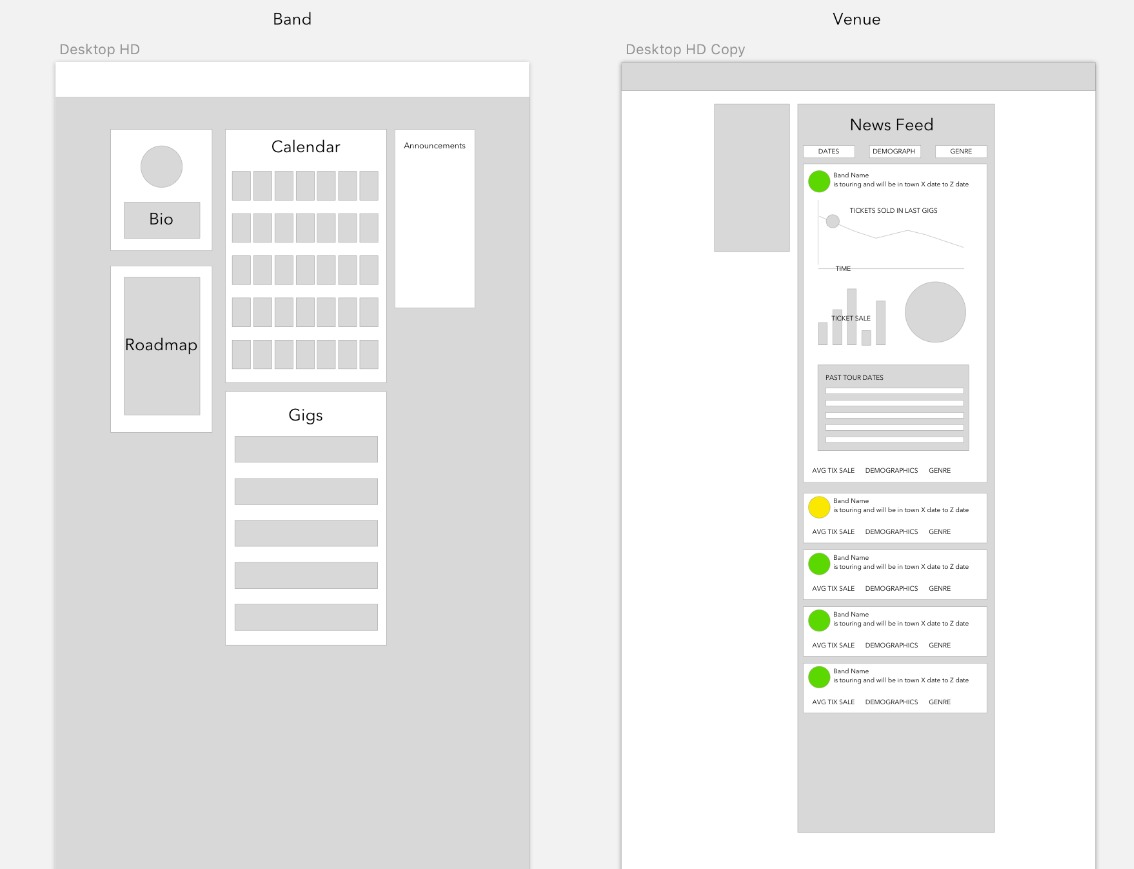 Band
Venue
Desktop HD
Desktop HD Copy
Bio
Roadmap
Calendar
Gigs
Announcements
News Feed
DATES
DEMOGRAPH
GENRE
Band Name
is touring and will be in town X date to Z date
TICKETS SOLD IN LAST GIGS
TIME
TICKET SALE
PAST TOUR DATES
AVG TIX SALE DEMOGRAPHICS GENRE
Band Name
is touring and will be in town X date to Z date
AVG TIX SALE DEMOGRAPHICS GENRE
Band Name
is touring and will be in town X date to Z date
AVG TIX SALE DEMOGRAPHICS GENRE
Band Name
is touring and will be in town X date to Z date
AVG TIX SALE DEMOGRAPHICS GENRE
Band Name
is touring and will be in town X date to Z date
AVG TIX SALE DEMOGRAPHICS GENRE